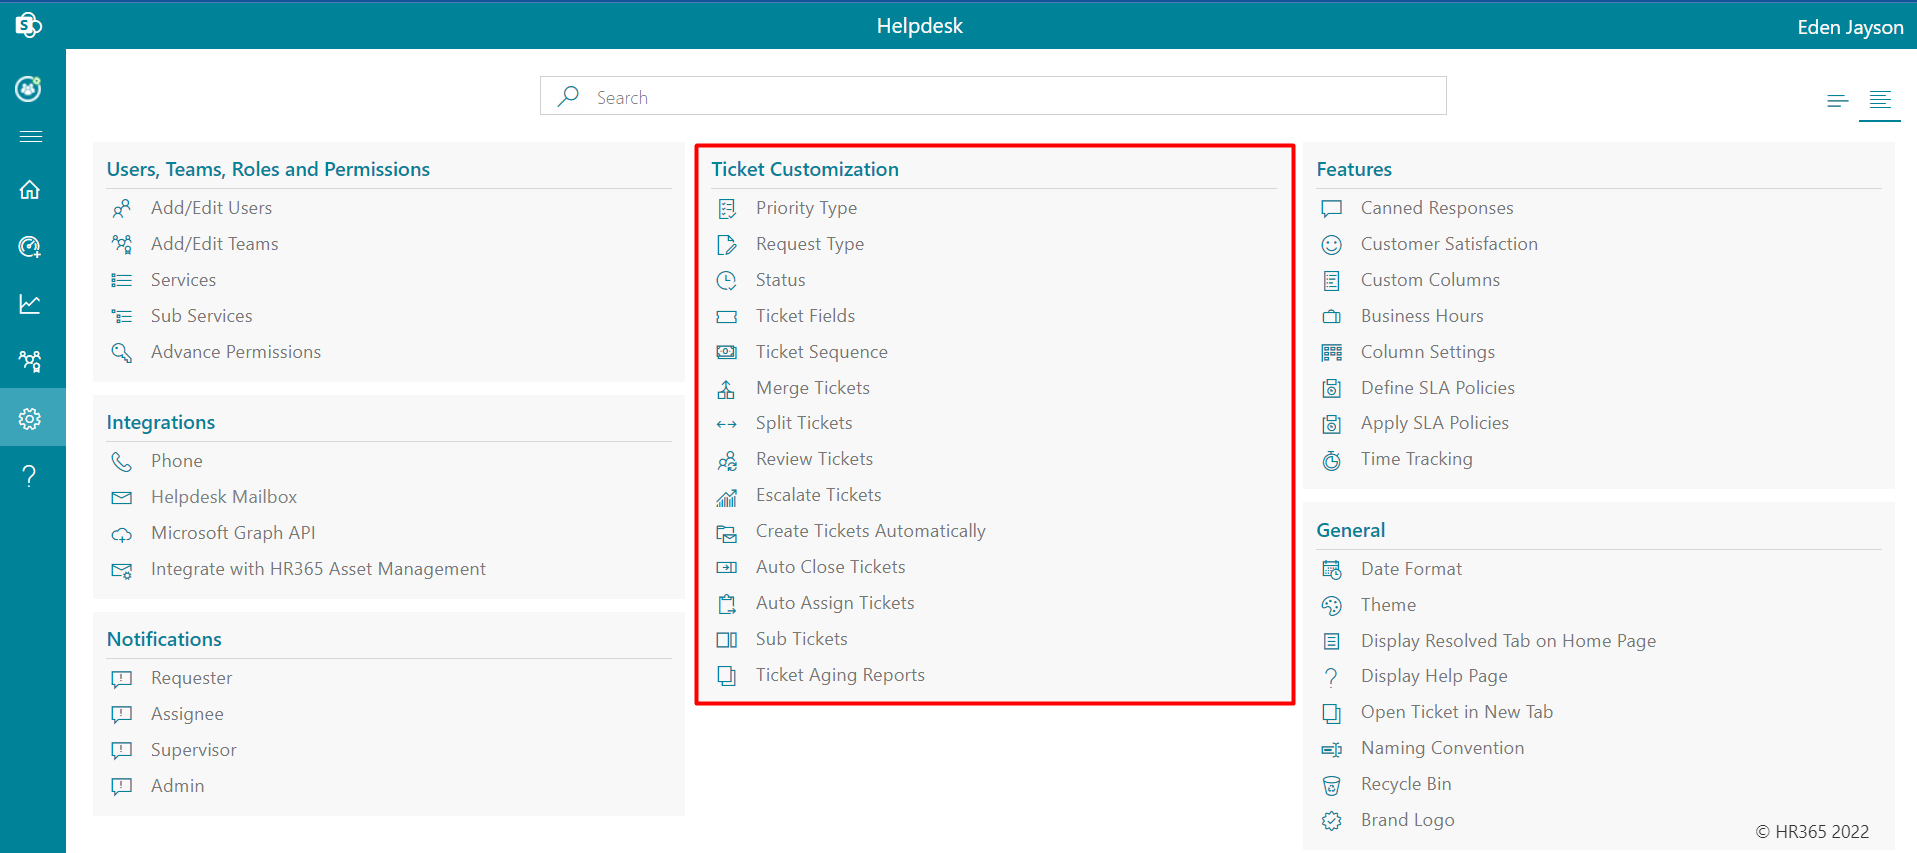 Helpdesk
Eden Jayson
Search
Users, Teams, Roles and Permissions
Add/Edit Users
Add/Edit Teams
Services
Sub Services
Advance Permissions
Integrations
Phone
Helpdesk Mailbox
Microsoft Graph API
Integrate with HR365 Asset Management
Notifications
Requester
Assignee
Supervisor
Admin
Ticket Customization
Priority Type
Request Type
Status
Ticket Fields
Ticket Sequence
Merge Tickets
Split Tickets
Review Tickets
Escalate Tickets
Create Tickets Automatically
Auto Close Tickets
Auto Assign Tickets
Sub Tickets
Ticket Aging Reports
Features
Canned Responses
Customer Satisfaction
Custom Columns
Business Hours
Column Settings
Define SLA Policies
Apply SLA Policies
Time Tracking
General
Date Format
Theme
Display Resolved Tab on Home Page
Display Help Page
Open Ticket in New Tab
Naming Convention
Recycle Bin
Brand Logo
© HR365 2022